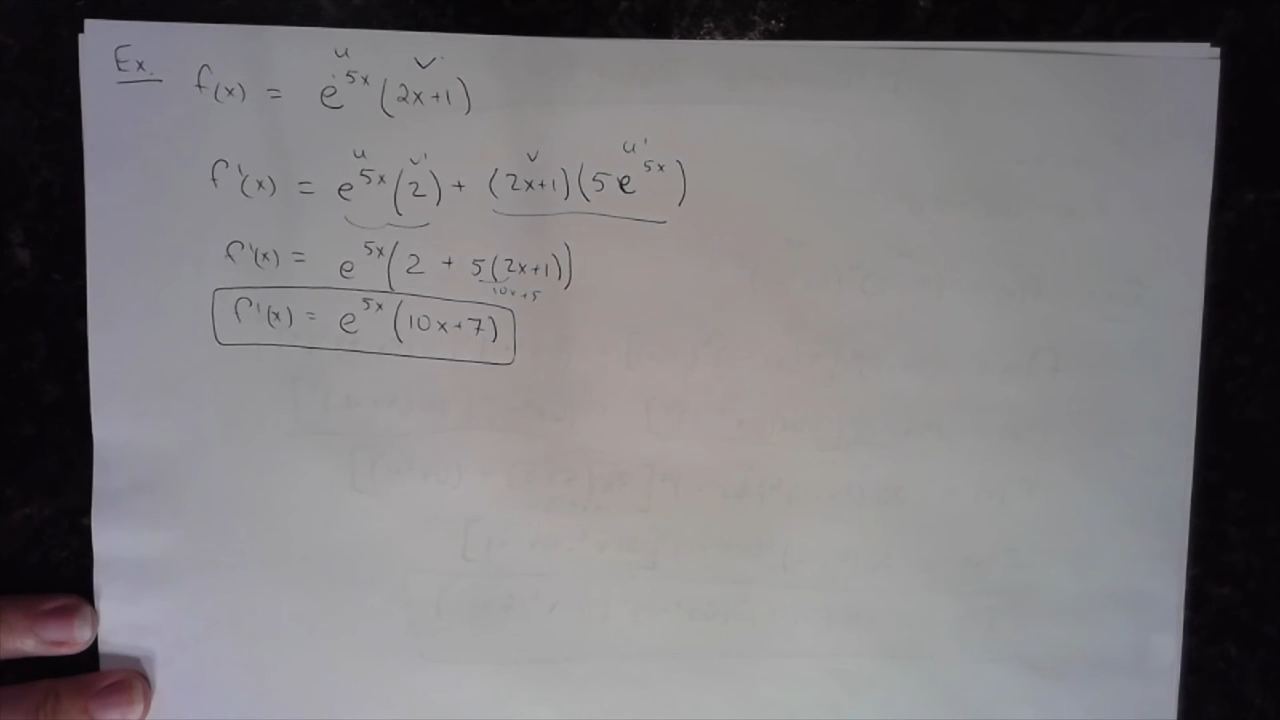 Ex. f(x) = e^{5x}(2x+1)
u v
f'(x) = e^{5x}(2) + (2x+1)(5e^{5x})
u v' v u'
f'(x) = e^{5x}(2 + 5(2x+1))
10x+5
f'(x) = e^{5x}(10x+7)